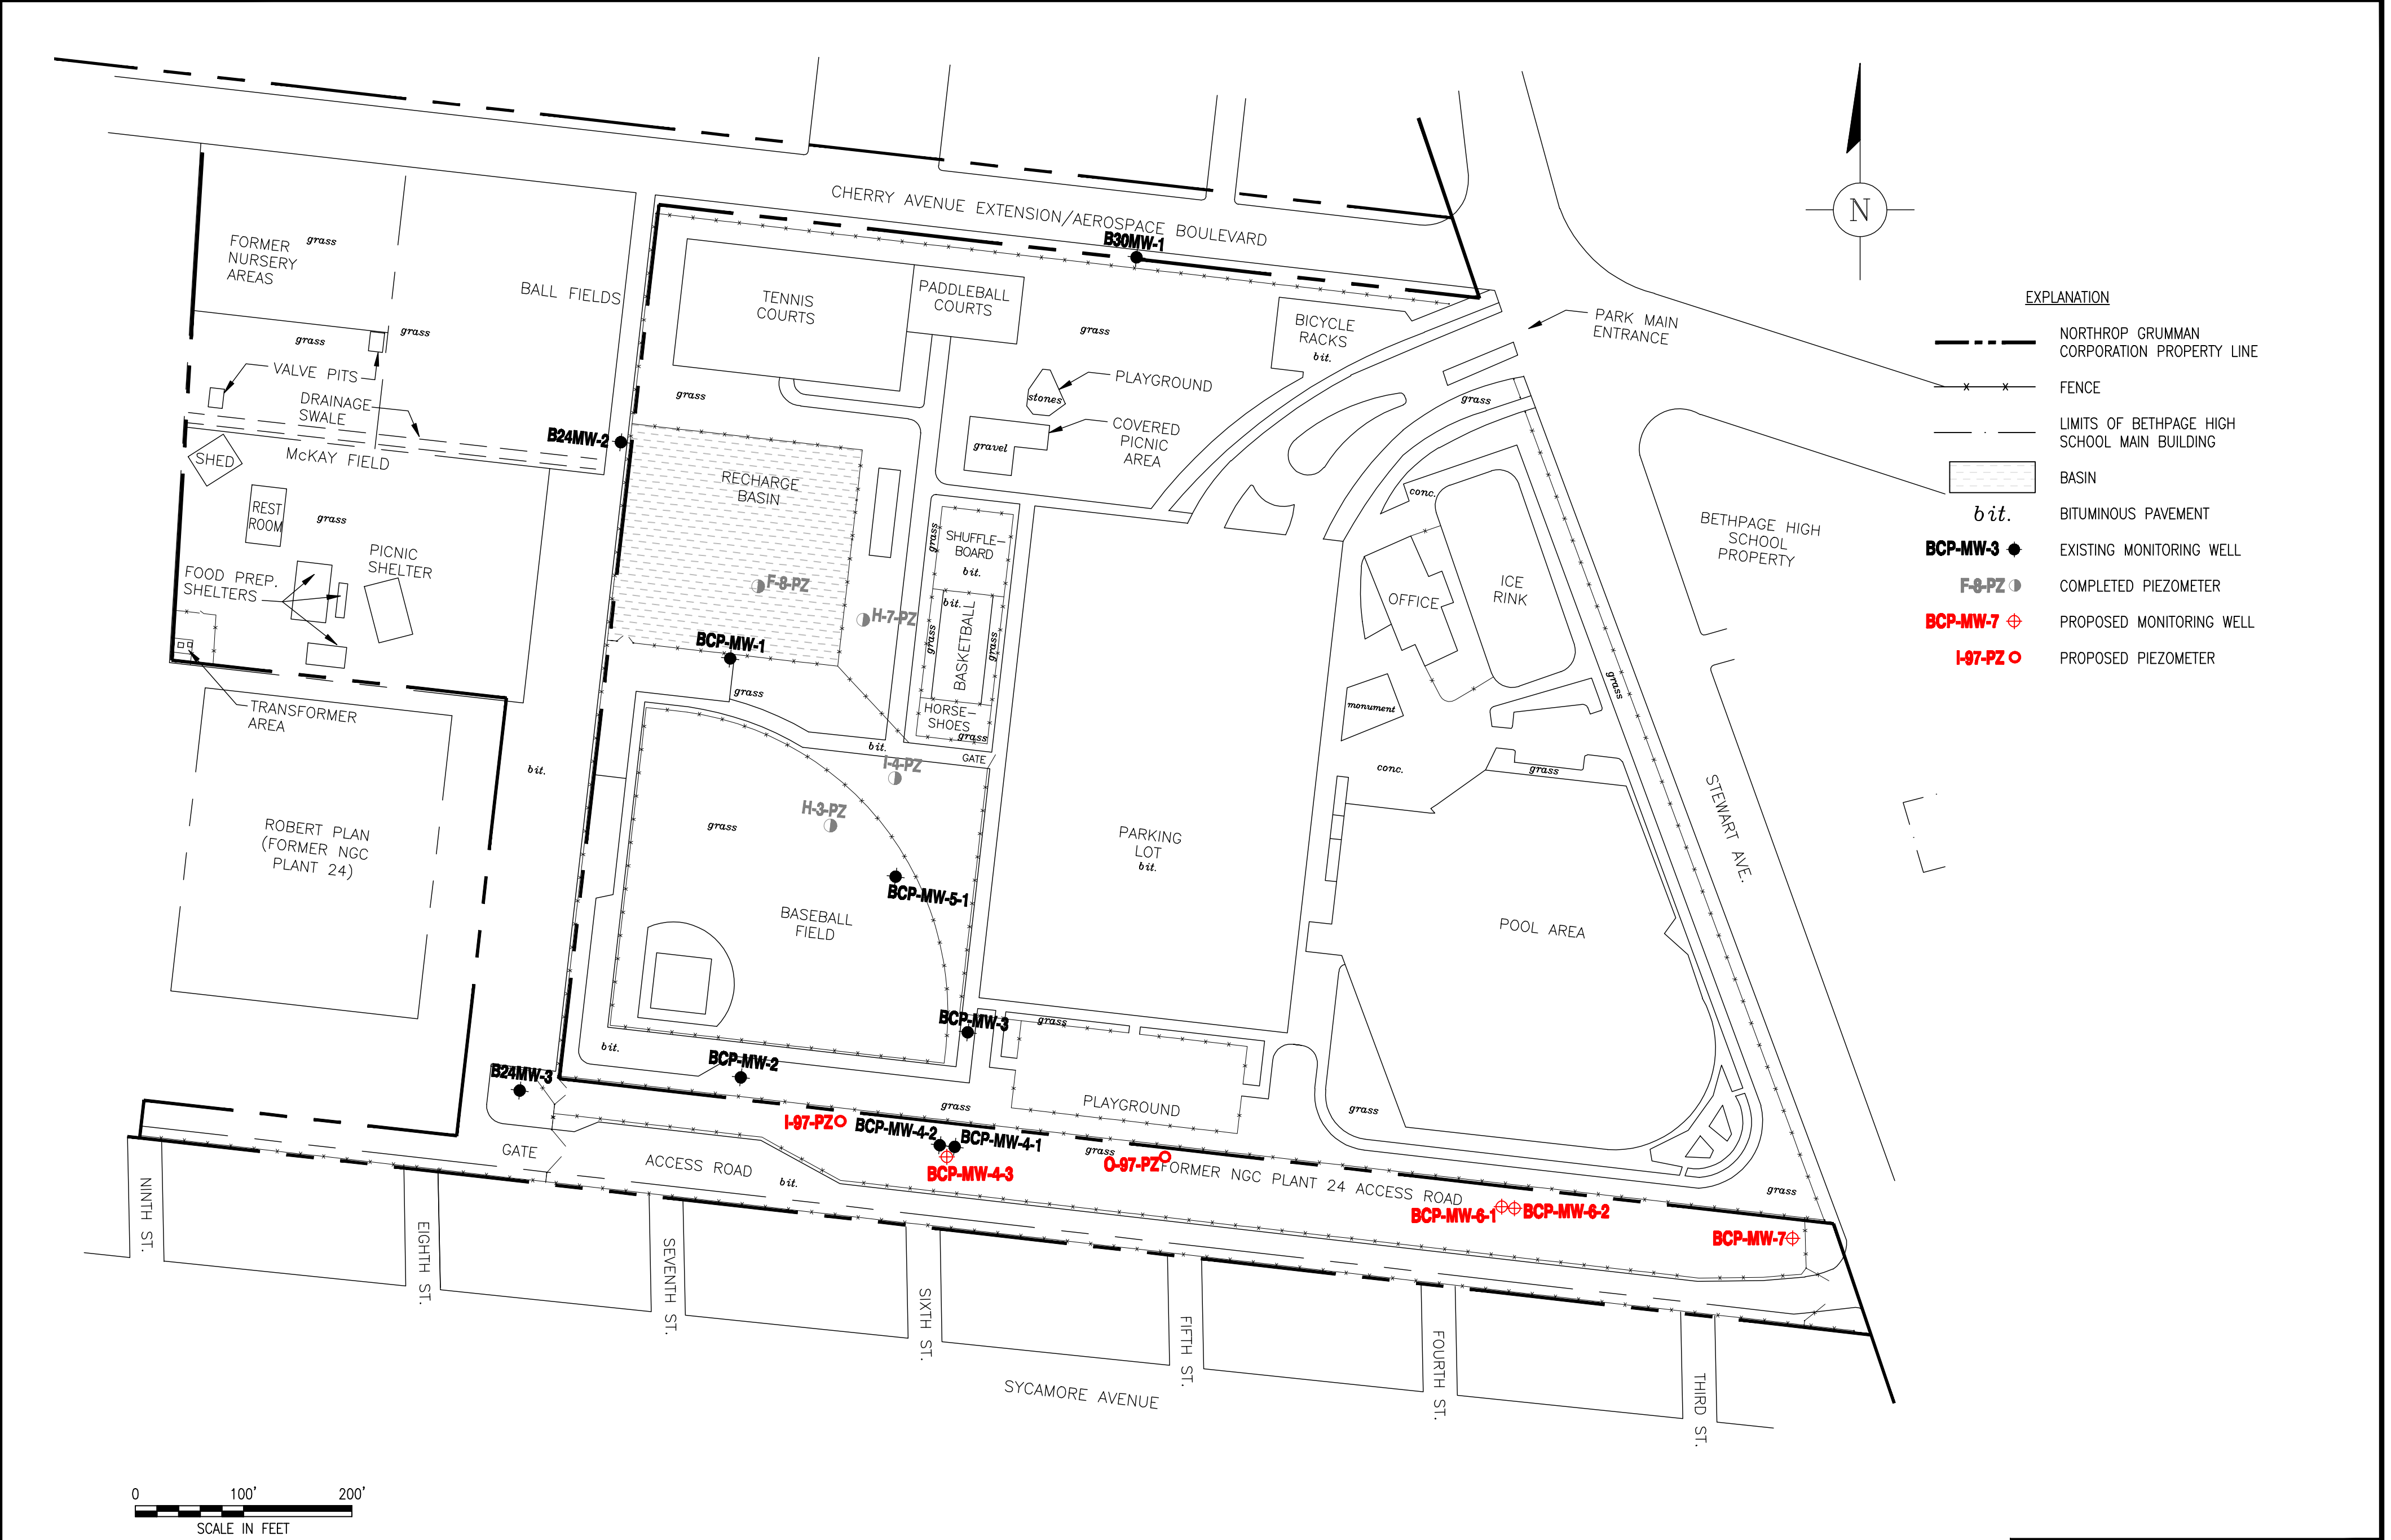 CHERRY AVENUE EXTENSION/AEROSPACE BOULEVARD
B30MW-1
FORMER
NURSERY
AREAS
grass
BALL FIELDS
TENNIS
COURTS
PADDLEBALL
COURTS
grass
BICYCLE
RACKS
bit.
PARK MAIN
ENTRANCE
N
grass
grass
VALVE PITS
DRAINAGE
SWALE
B24MW-2
SHED
McKAY FIELD
grass
PLAYGROUND
stones
COVERED
PICNIC
AREA
gravel
grass
RECHARGE
BASIN
REST
ROOM
grass
PICNIC
SHELTER
FOOD PREP.
SHELTERS
F-8-PZ
H-7-PZ
BCP-MW-1
grass
SHUFFLE-
BOARD
bit.
grass
bit.
BASKETBALL
grass
grass
HORSE-
SHOES
grass
GATE
conc.
ICE
RINK
OFFICE
grass
monument
conc.
grass
BETHPAGE HIGH
SCHOOL
PROPERTY
STEWART AVE.
TRANSFORMER
AREA
bit.
bit.
I-4-PZ
H-3-PZ
grass
ROBERT PLAN
(FORMER NGC
PLANT 24)
PARKING
LOT
bit.
BCP-MW-5-1
BASEBALL
FIELD
POOL AREA
BCP-MW-3
grass
bit.
BCP-MW-2
B24MW-3
grass
PLAYGROUND
grass
I-97-PZ
BCP-MW-4-2
BCP-MW-4-1
BCP-MW-4-3
grass
O-97-PZ
FORMER NGC PLANT 24 ACCESS ROAD
GATE
ACCESS ROAD
bit.
BCP-MW-6-1
BCP-MW-6-2
grass
BCP-MW-7
NINTH ST.
EIGHTH ST.
SEVENTH ST.
SIXTH ST.
FIFTH ST.
FOURTH ST.
THIRD ST.
SYCAMORE AVENUE
EXPLANATION
NORTHROP GRUMMAN
CORPORATION PROPERTY LINE
FENCE
LIMITS OF BETHPAGE HIGH
SCHOOL MAIN BUILDING
BASIN
bit. BITUMINOUS PAVEMENT
BCP-MW-3 EXISTING MONITORING WELL
F-8-PZ COMPLETED PIEZOMETER
BCP-MW-7 PROPOSED MONITORING WELL
I-97-PZ PROPOSED PIEZOMETER
0 100' 200'
SCALE IN FEET